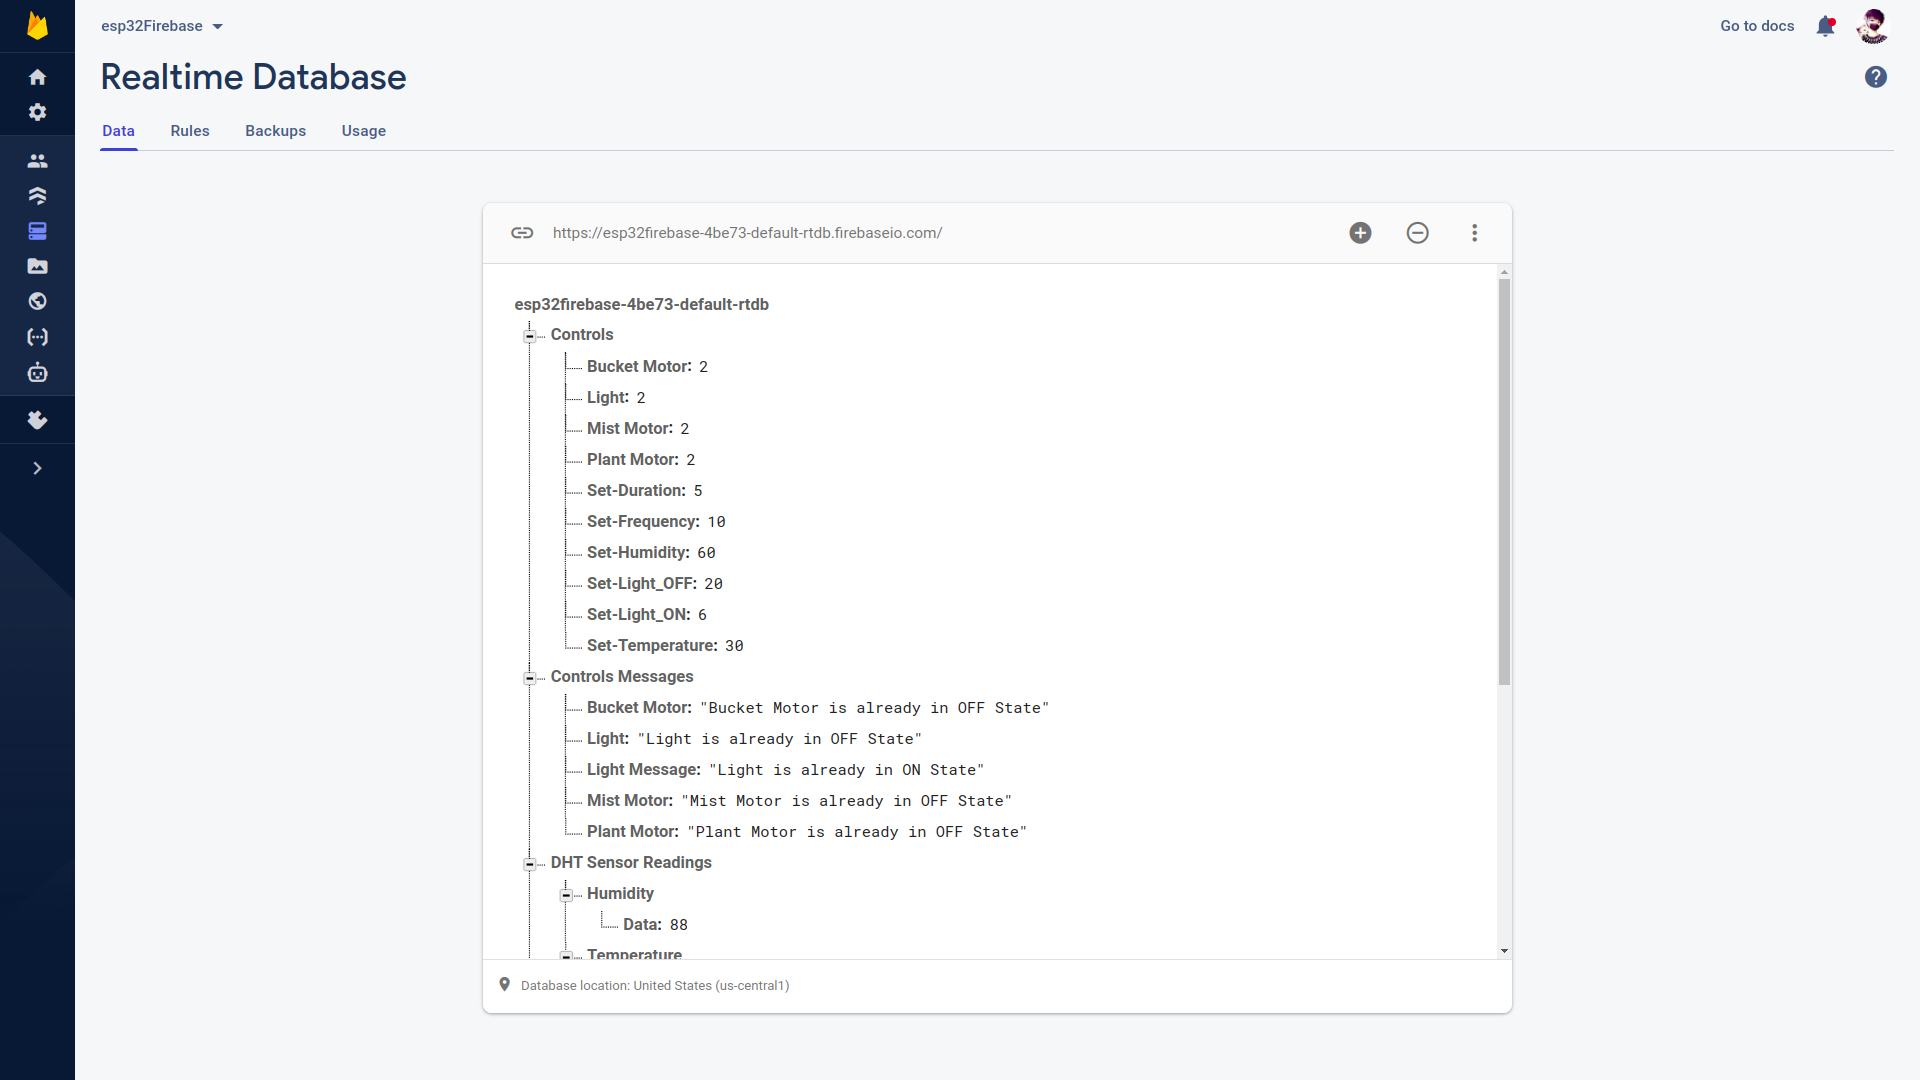 esp32Firebase
Go to docs
Realtime Database
Data Rules Backups Usage
https://esp32firebase-4be73-default-rtdb.firebaseio.com/
esp32firebase-4be73-default-rtdb
Controls
Bucket Motor: 2
Light: 2
Mist Motor: 2
Plant Motor: 2
Set-Duration: 5
Set-Frequency: 10
Set-Humidity: 60
Set-Light_OFF: 20
Set-Light_ON: 6
Set-Temperature: 30
Controls Messages
Bucket Motor: "Bucket Motor is already in OFF State"
Light: "Light is already in OFF State"
Light Message: "Light is already in ON State"
Mist Motor: "Mist Motor is already in OFF State"
Plant Motor: "Plant Motor is already in OFF State"
DHT Sensor Readings
Humidity
Data: 88
Temperature
Database location: United States (us-central1)